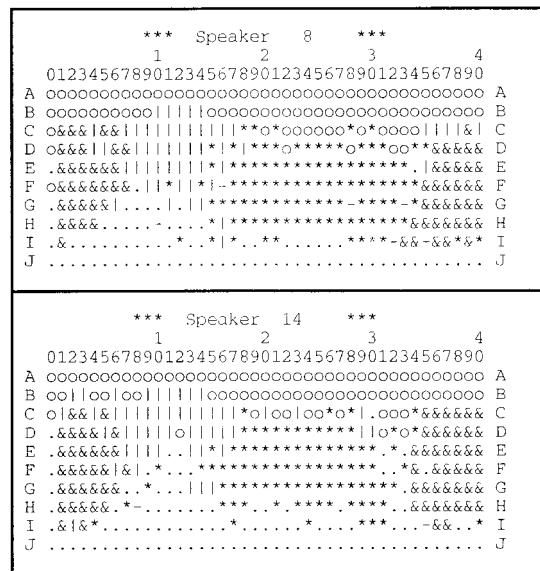 *** Speaker 8 ***
1 2 3 4
01234567890123456789012345678901234567890
A ooooooooooooooooooooooooooooooooooooooooo A
B oooooooooo|||||oooooooooooooooooooooooooo B
C o&&&|&&|||||||||||**o*oooooo*o*oooo||||&| C
D o&&&||&&|||||||*|*|***o*****o***oo*&&&&&& D
E .&&&&&&||||||||*|*****************.|&&&&& E
F o&&&&&&&.||*||*|-******************&&&&&& F
G .&&&&&|....|.||*************-****-*&&&&&& G
H .&&&&.....-....*|*****************&&&&&&& H
I .&..........*..*|*..**......****-&&-&&*&* I
J ......................................... J
*** Speaker 14 ***
1 2 3 4
01234567890123456789012345678901234567890
A ooooooooooooooooooooooooooooooooooooooooo A
B oo||oo|oo||||||oooooooooooooooooooooooooo B
C o|&&|&||||||||||||*o|oo|oo*o*|.ooo*&&&&&& C
D .&&&&|&|||||o|||||***********||o*o*&&&&&& D
E .&&&&&&|||..|.**|**************.*..&&&&&& E
F .&&&&&|&|.*...*****************..*&.&&&&& F
G .&&&&&&..*...|||*****************.&&&&&&& G
H .&&&&&.*-.......***..*.****.*****.&&&&&&& H
I .&|&*............*......*....***...-&&..* I
J ......................................... J